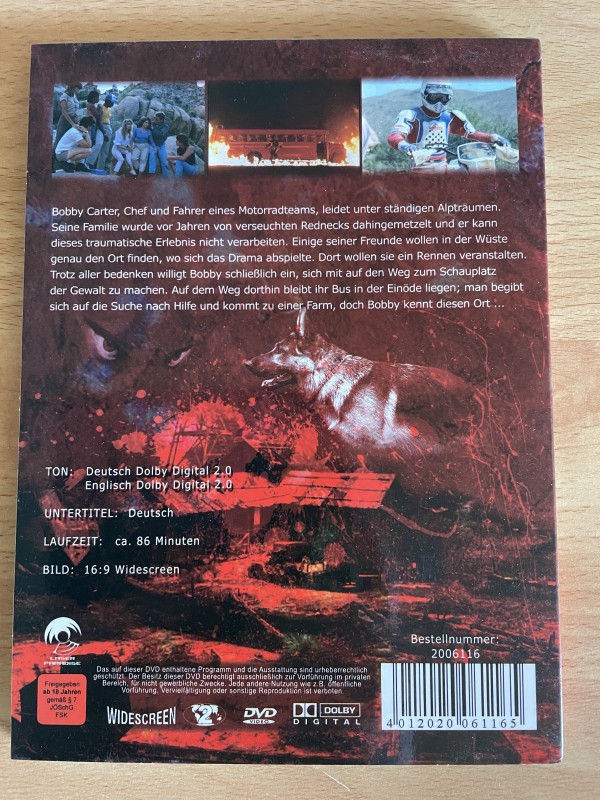 Bobby Carter, Chef und Fahrer eines Motorradteams, leidet unter ständigen Alpträumen.
Seine Familie wurde vor Jahren von verseuchten Rednecks dahingemetzelt und er kann
dieses traumatische Erlebnis nicht verarbeiten. Einige seiner Freunde wollen in der Wüste
genau den Ort finden, wo sich das Drama abspielte. Dort wollen sie ein Rennen veranstalten.
Trotz aller bedenken willigt Bobby schließlich ein, sich mit auf den Weg zum Schauplatz
der Gewalt zu machen. Auf dem Weg dorthin bleibt ihr Bus in der Einöde liegen; man begibt
sich auf die Suche nach Hilfe und kommt zu einer Farm, doch Bobby kennt diesen Ort ...
TON: Deutsch Dolby Digital 2.0
Englisch Dolby Digital 2.0
UNTERTITEL: Deutsch
LAUFZEIT: ca. 86 Minuten
BILD: 16:9 Widescreen
LASER
PARADISE
Bestellnummer:
2006116
Das auf dieser DVD enthaltene Programm und die Ausstattung sind urheberrechtlich
geschützt. Der Besitz dieser DVD berechtigt ausschließlich zur Vorführung im privaten
Bereich, für nicht gewerbliche Zwecke. Jede andere Nutzung wie z.B. öffentliche
Vorführung, Vervielfältigung oder sonstige Reproduktion ist verboten.
Freigegeben
ab 18 Jahren
gemäß § 7
JÖSchG
FSK
WIDESCREEN
2
DVD
VIDEO
DOLBY
DIGITAL
4 012020 061165